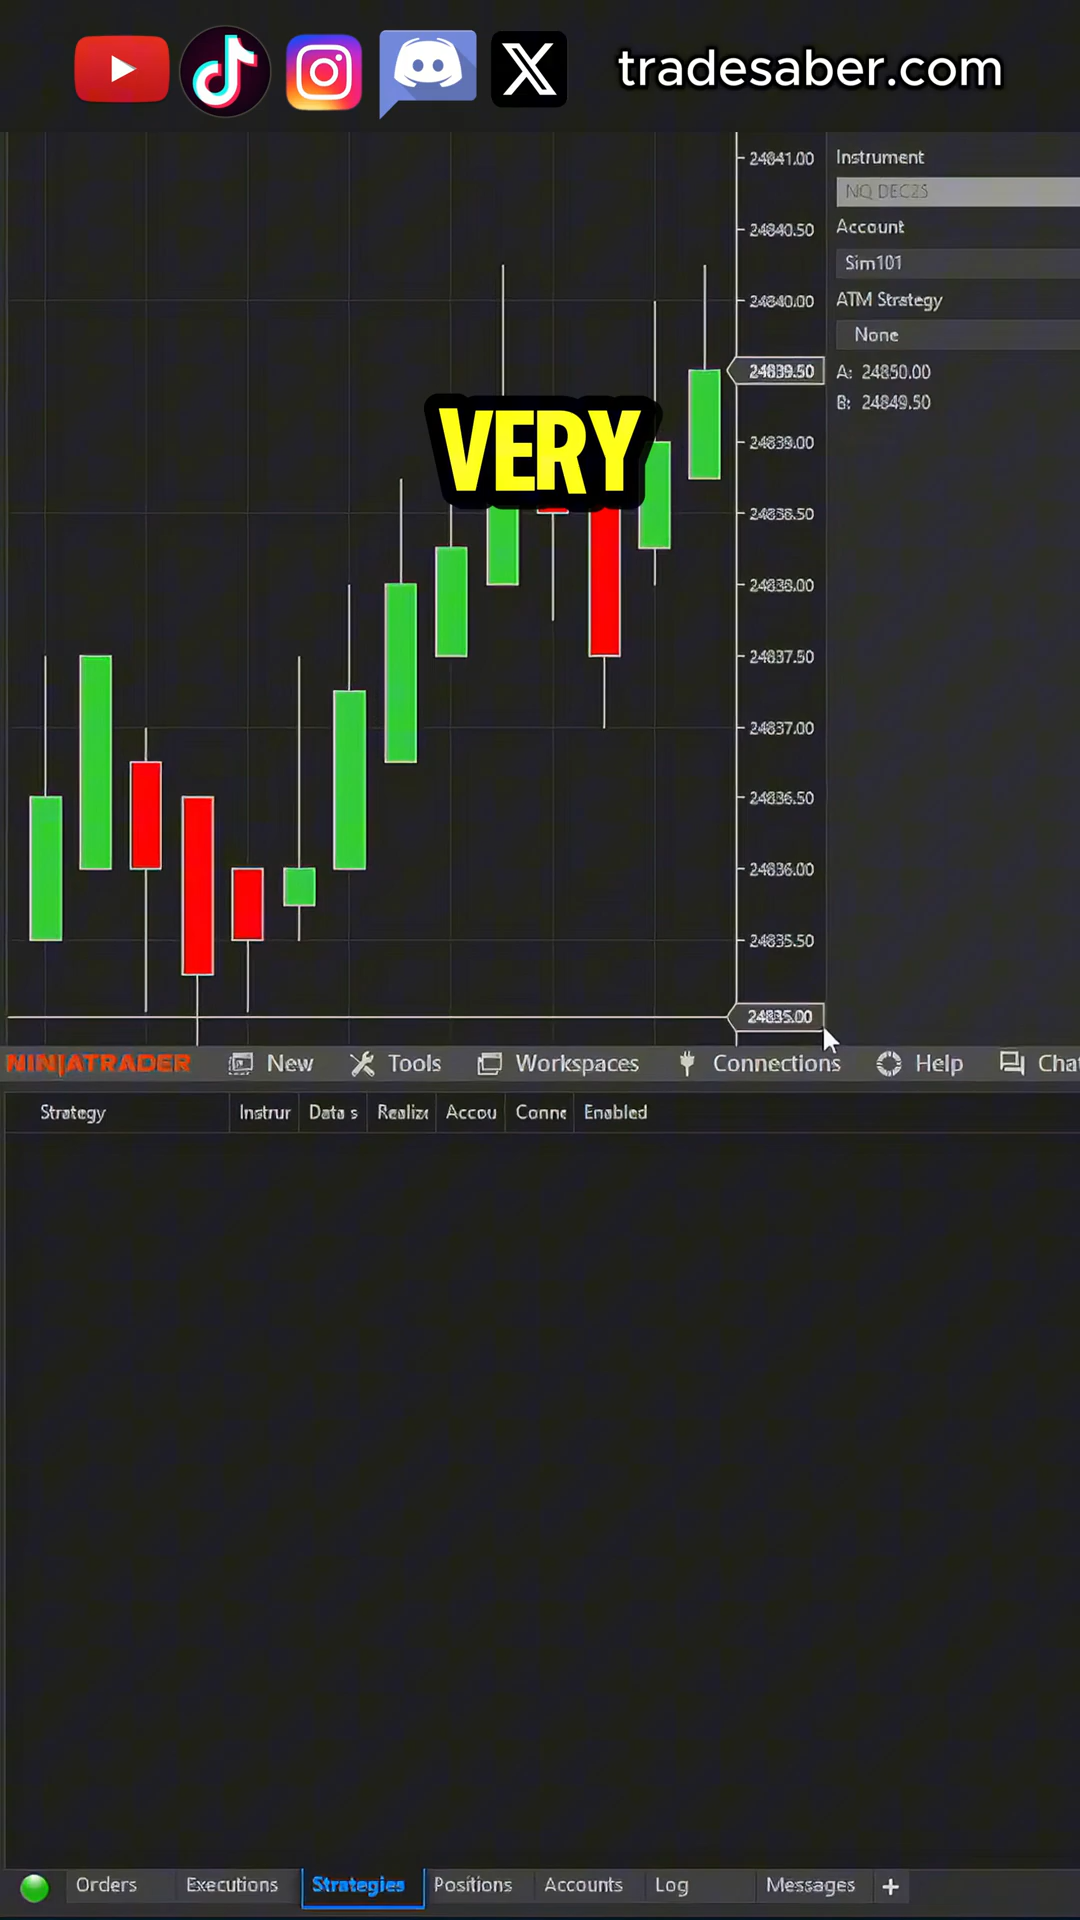 tradesaber.com
24841.00
24840.50
24840.00
24839.50
24839.00
24838.50
24838.00
24837.50
24837.00
24836.50
24836.00
24835.50
24835.00
Instrument
NQ DEC25
Account
Sim101
ATM Strategy
None
A: 24850.00
B: 24849.50
VERY
NINJATRADER New Tools Workspaces Connections Help Chat
Strategy Instrur Data s Realize Accou Conne Enabled
Orders Executions Strategies Positions Accounts Log Messages +